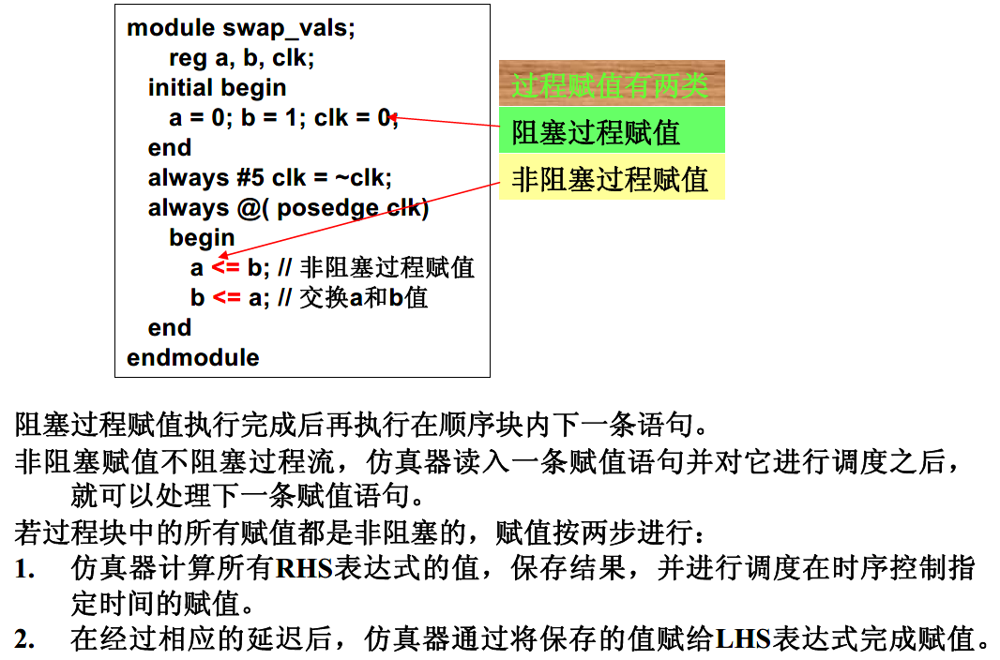 module swap_vals;
reg a, b, clk;
initial begin
a = 0; b = 1; clk = 0;
end
always #5 clk = ~clk;
always @( posedge clk)
begin
a <= b; // 非阻塞过程赋值
b <= a; // 交换a和b值
end
endmodule
过程赋值有两类
阻塞过程赋值
非阻塞过程赋值
阻塞过程赋值执行完成后再执行在顺序块内下一条语句。
非阻塞赋值不阻塞过程流，仿真器读入一条赋值语句并对它进行调度之后，
就可以处理下一条赋值语句。
若过程块中的所有赋值都是非阻塞的，赋值按两步进行：
1. 仿真器计算所有RHS表达式的值，保存结果，并进行调度在时序控制指
定时间的赋值。
2. 在经过相应的延迟后，仿真器通过将保存的值赋给LHS表达式完成赋值。